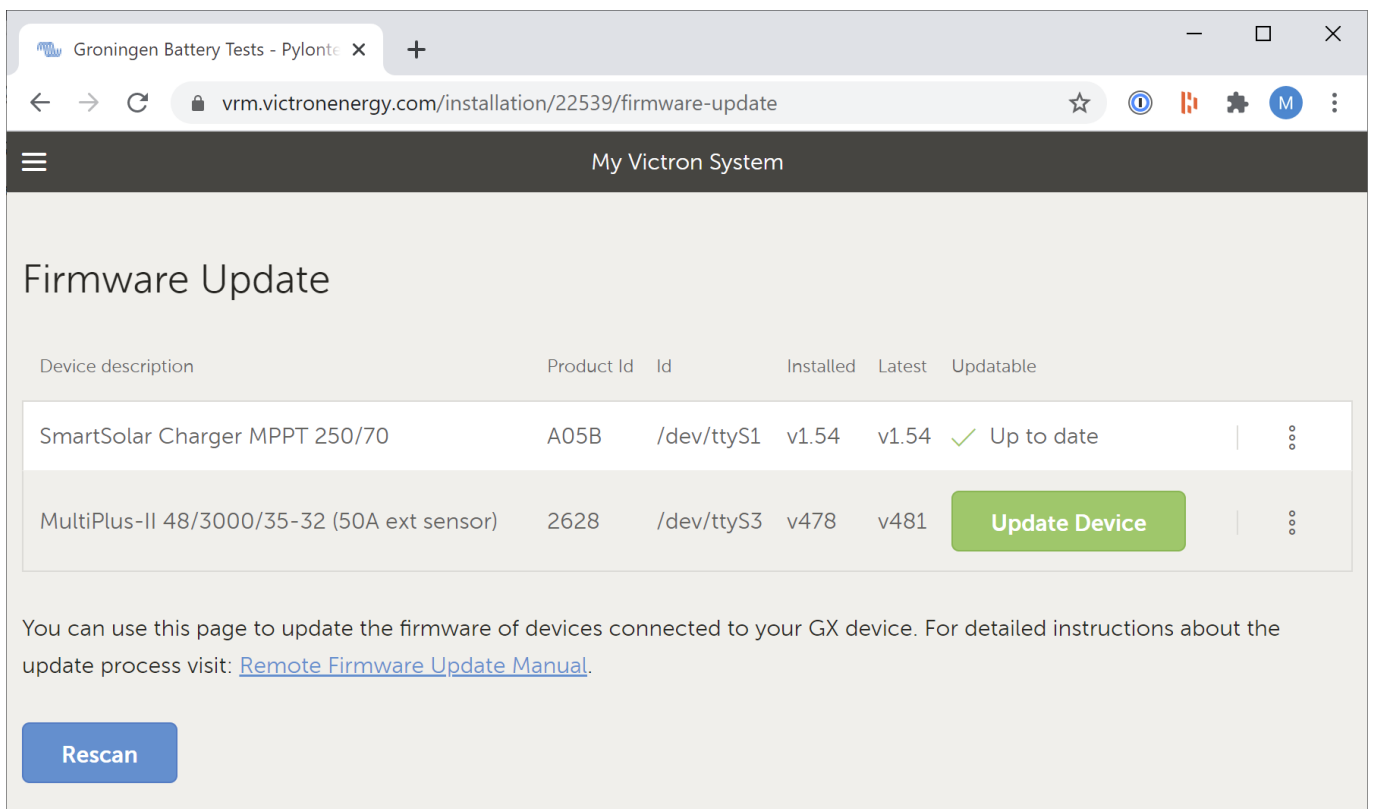 Groningen Battery Tests - Pylonte
vrm.victronenergy.com/installation/22539/firmware-update
M
My Victron System
Firmware Update
Device description Product Id Id Installed Latest Updatable
SmartSolar Charger MPPT 250/70 A05B /dev/ttyS1 v1.54 v1.54 Up to date
MultiPlus-II 48/3000/35-32 (50A ext sensor) 2628 /dev/ttyS3 v478 v481 Update Device
You can use this page to update the firmware of devices connected to your GX device. For detailed instructions about the
update process visit: Remote Firmware Update Manual.
Rescan